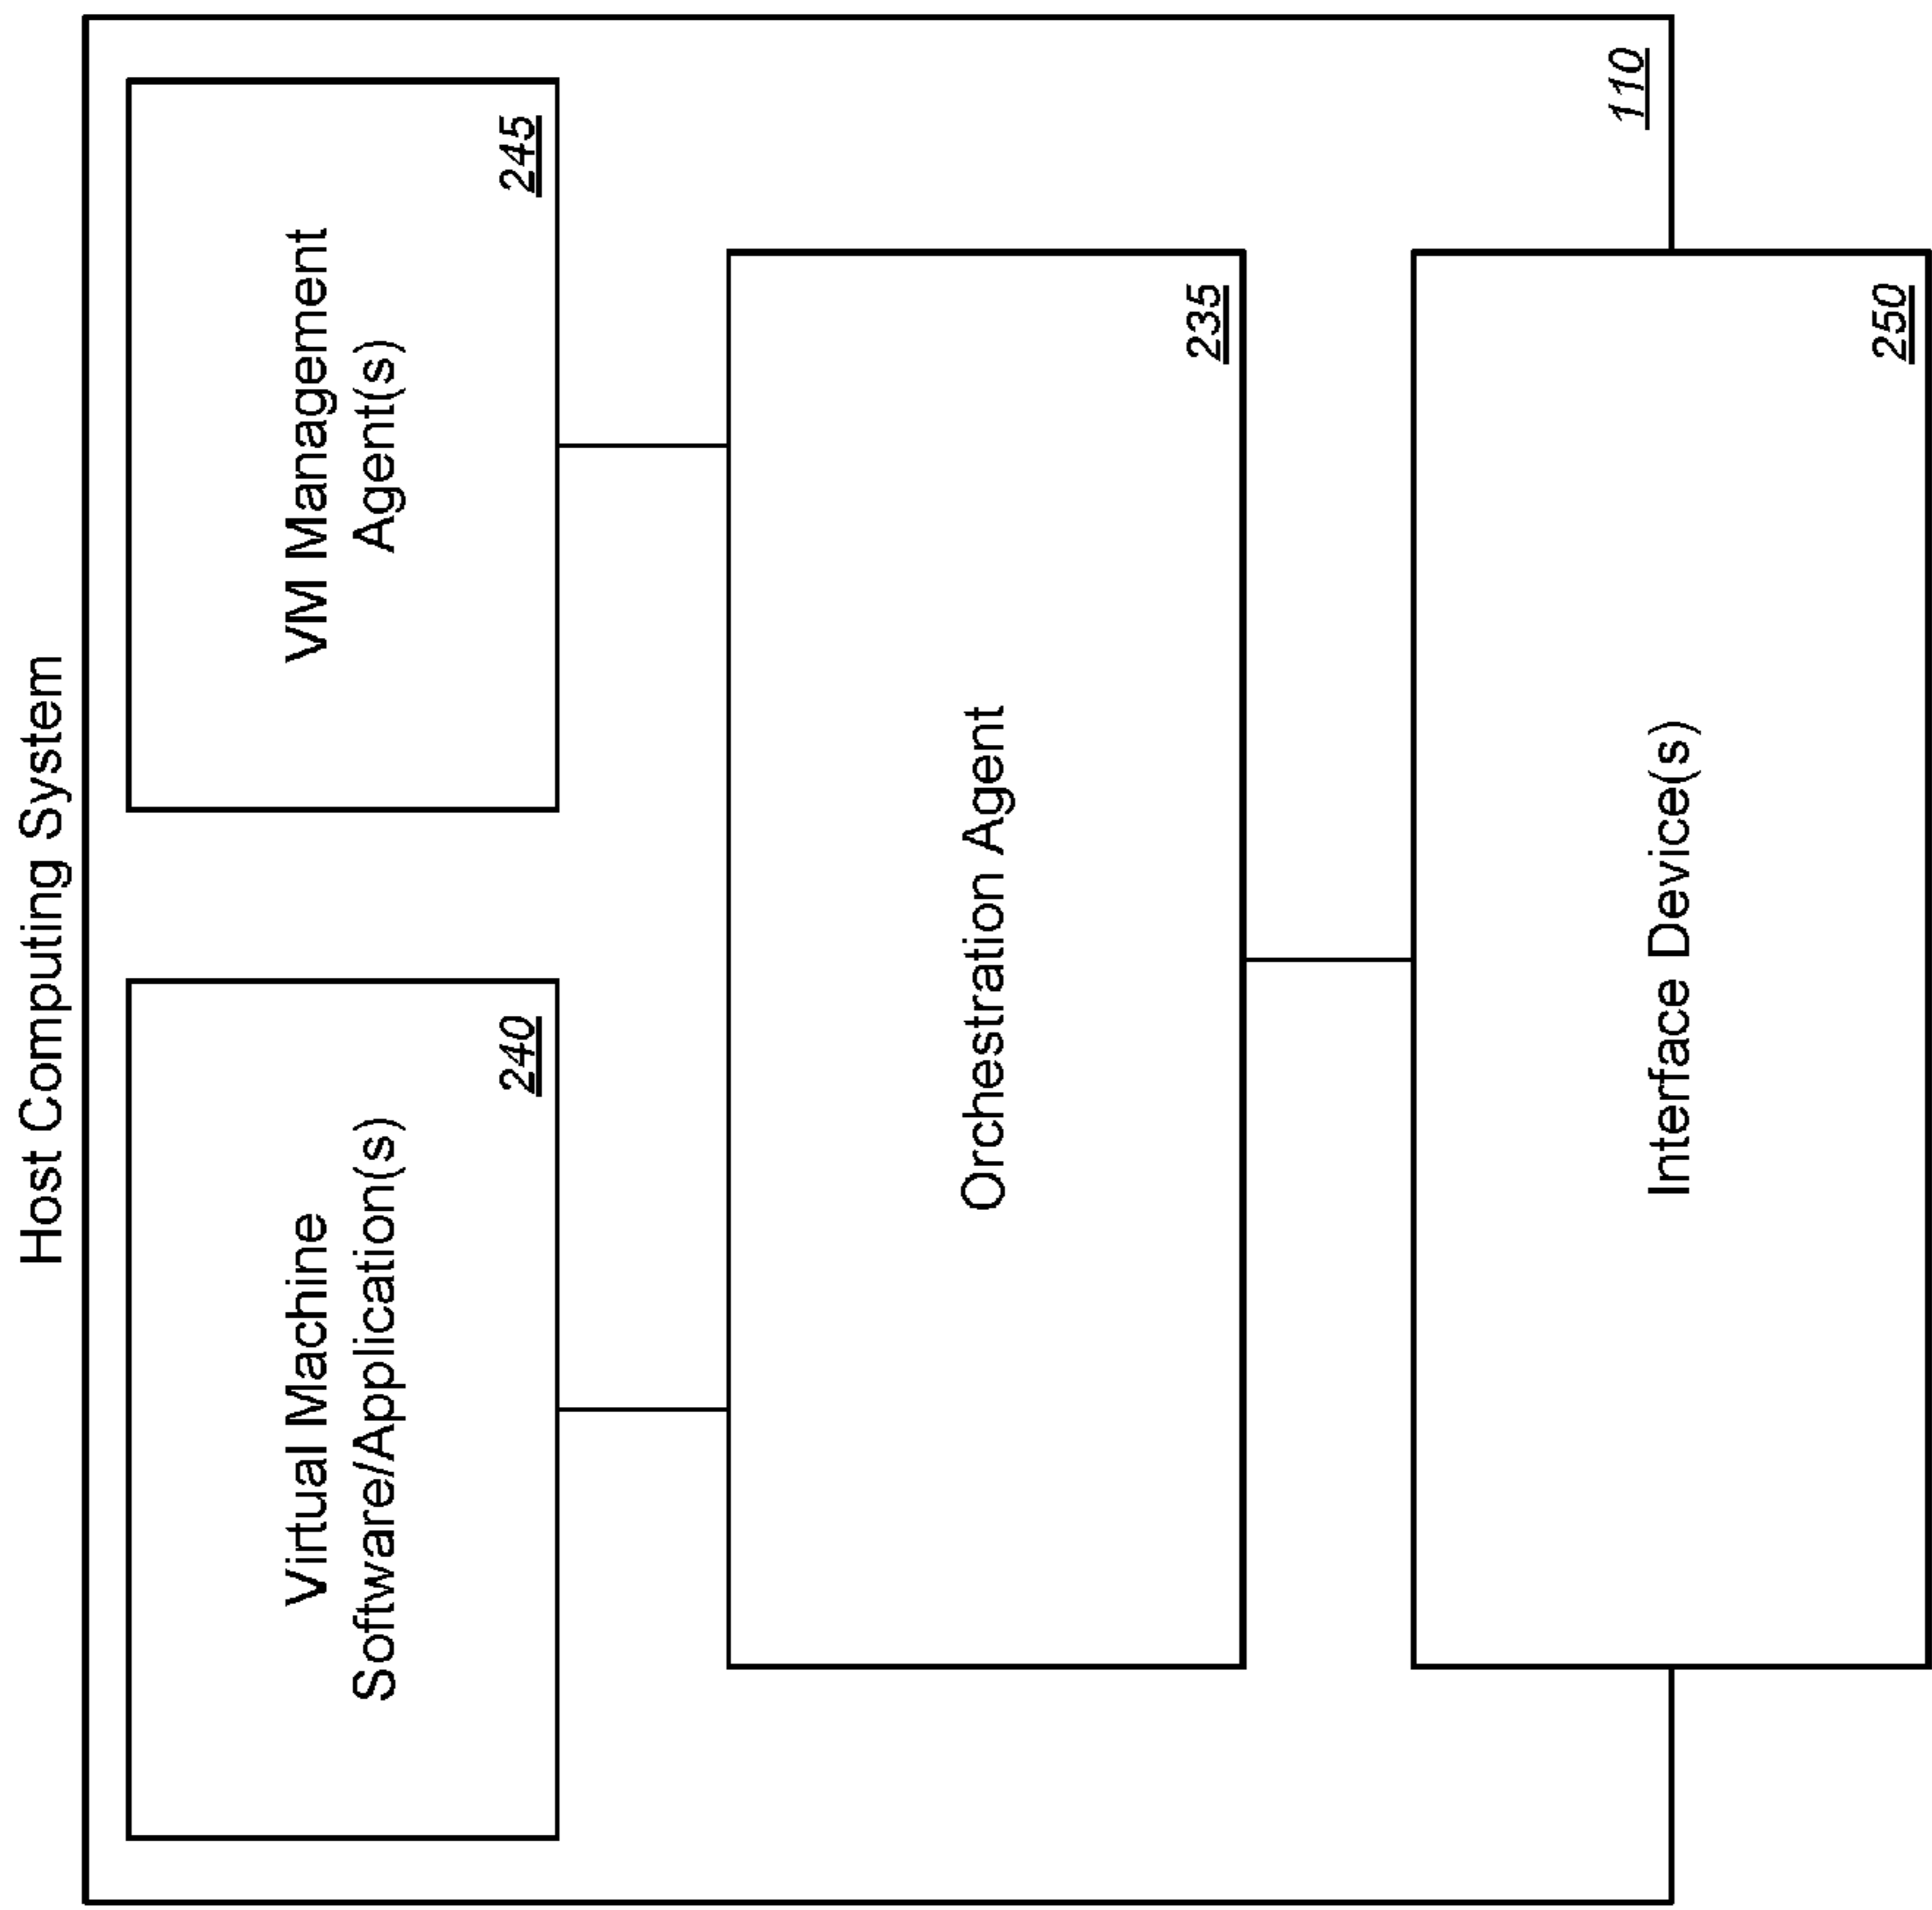 Host Computing System
Virtual Machine
Software/Application(s)
240
VM Management
Agent(s)
245
Orchestration Agent
235
Interface Device(s)
250
110